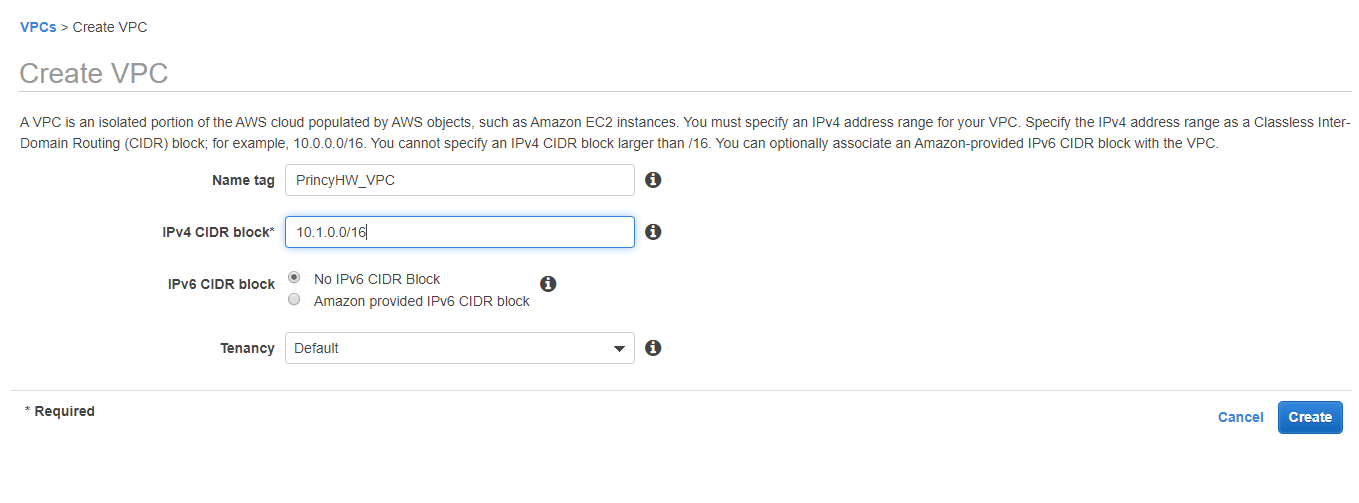 VPCs > Create VPC
Create VPC
A VPC is an isolated portion of the AWS cloud populated by AWS objects, such as Amazon EC2 instances. You must specify an IPv4 address range for your VPC. Specify the IPv4 address range as a Classless Inter-
Domain Routing (CIDR) block; for example, 10.0.0.0/16. You cannot specify an IPv4 CIDR block larger than /16. You can optionally associate an Amazon-provided IPv6 CIDR block with the VPC.
Name tag PrincyHW_VPC
IPv4 CIDR block* 10.1.0.0/16
IPv6 CIDR block No IPv6 CIDR Block
Amazon provided IPv6 CIDR block
Tenancy Default
* Required
Cancel Create